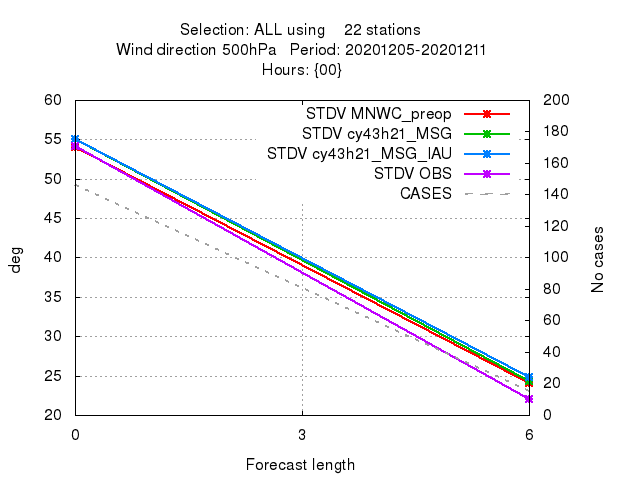 Selection: ALL using 22 stations
Wind direction 500hPa Period: 20201205-20201211
Hours: {00}
60 200
STDV MNWC_preop
STDV cy43h21_MSG
55 180
STDV cy43h21_MSG_IAU
160
STDV OBS
50
CASES
140
45 120
deg
40 100
No cases
80
35
60
30
40
25
20
20 0
0 3 6
Forecast length